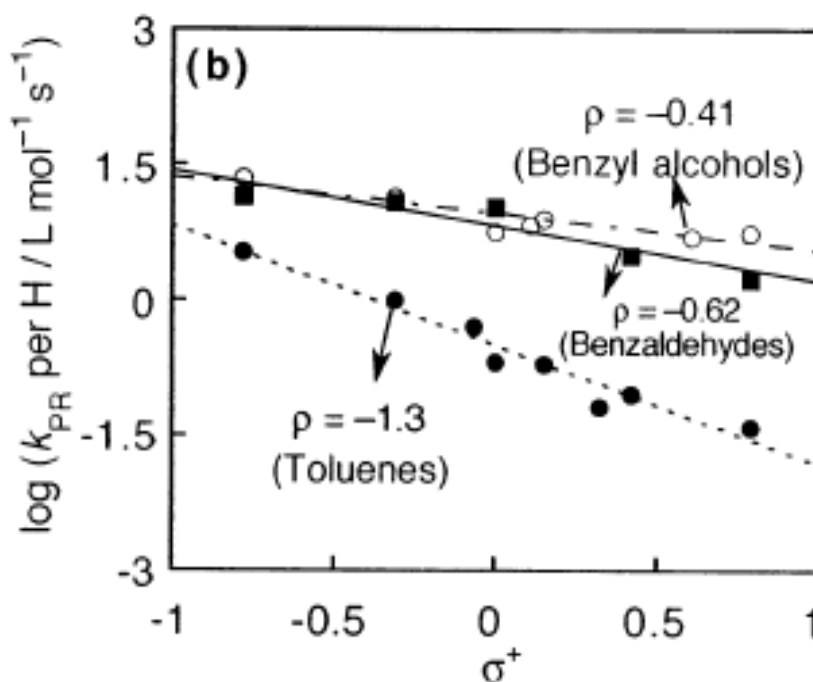 3
(b)
ρ = −0.41
(Benzyl alcohols)
1.5
0
ρ = −0.62
(Benzaldehydes)
ρ = −1.3
(Toluenes)
-1.5
-3
-1
-0.5
0
0.5
1
σ⁺
log (k_PR per H / L mol⁻¹ s⁻¹)